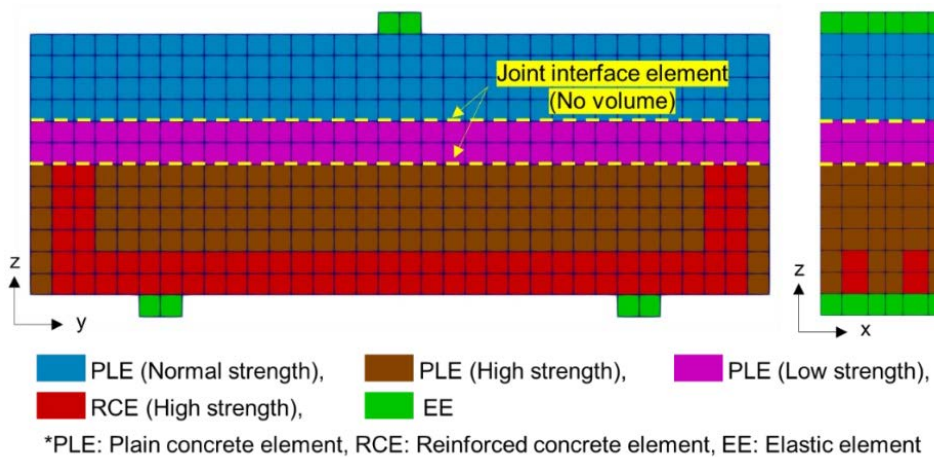 Joint interface element
(No volume)
z
y
z
x
PLE (Normal strength), PLE (High strength), PLE (Low strength),
RCE (High strength), EE
*PLE: Plain concrete element, RCE: Reinforced concrete element, EE: Elastic element